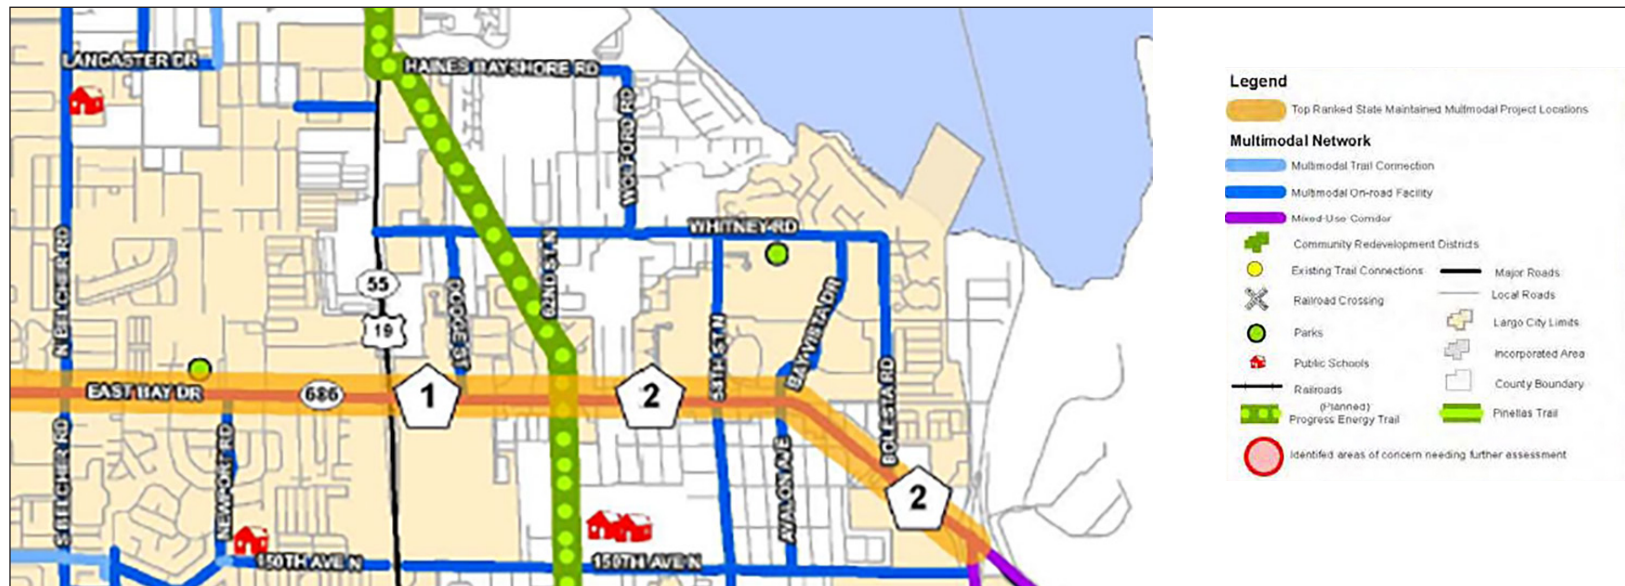 LANCASTER DR
HAINES BAYSHORE RD
WOLFORD RD
WHITNEY RD
N BELCHER RD
55
19
DODGE ST
62ND ST N
58TH ST N
BAY VISTA DR
BOLESTA RD
EAST BAY DR
686
1
2
S BELCHER RD
NEWPORT RD
AVALON AVE
2
150TH AVE N
150TH AVE N
Legend
Top Ranked State Maintained Multmodal Project Locations
Multimodal Network
Multimodal Trail Connection
Multimodal On-road Facility
Mixed-Use Corridor
Community Redevelopment Districts
Existing Trail Connections
Major Roads
Railroad Crossing
Local Roads
Parks
Largo City Limits
Public Schools
Incorporated Area
Railroads
County Boundary
(Planned)
Progress Energy Trail
Pinellas Trail
Identifed areas of concern needing further assessment